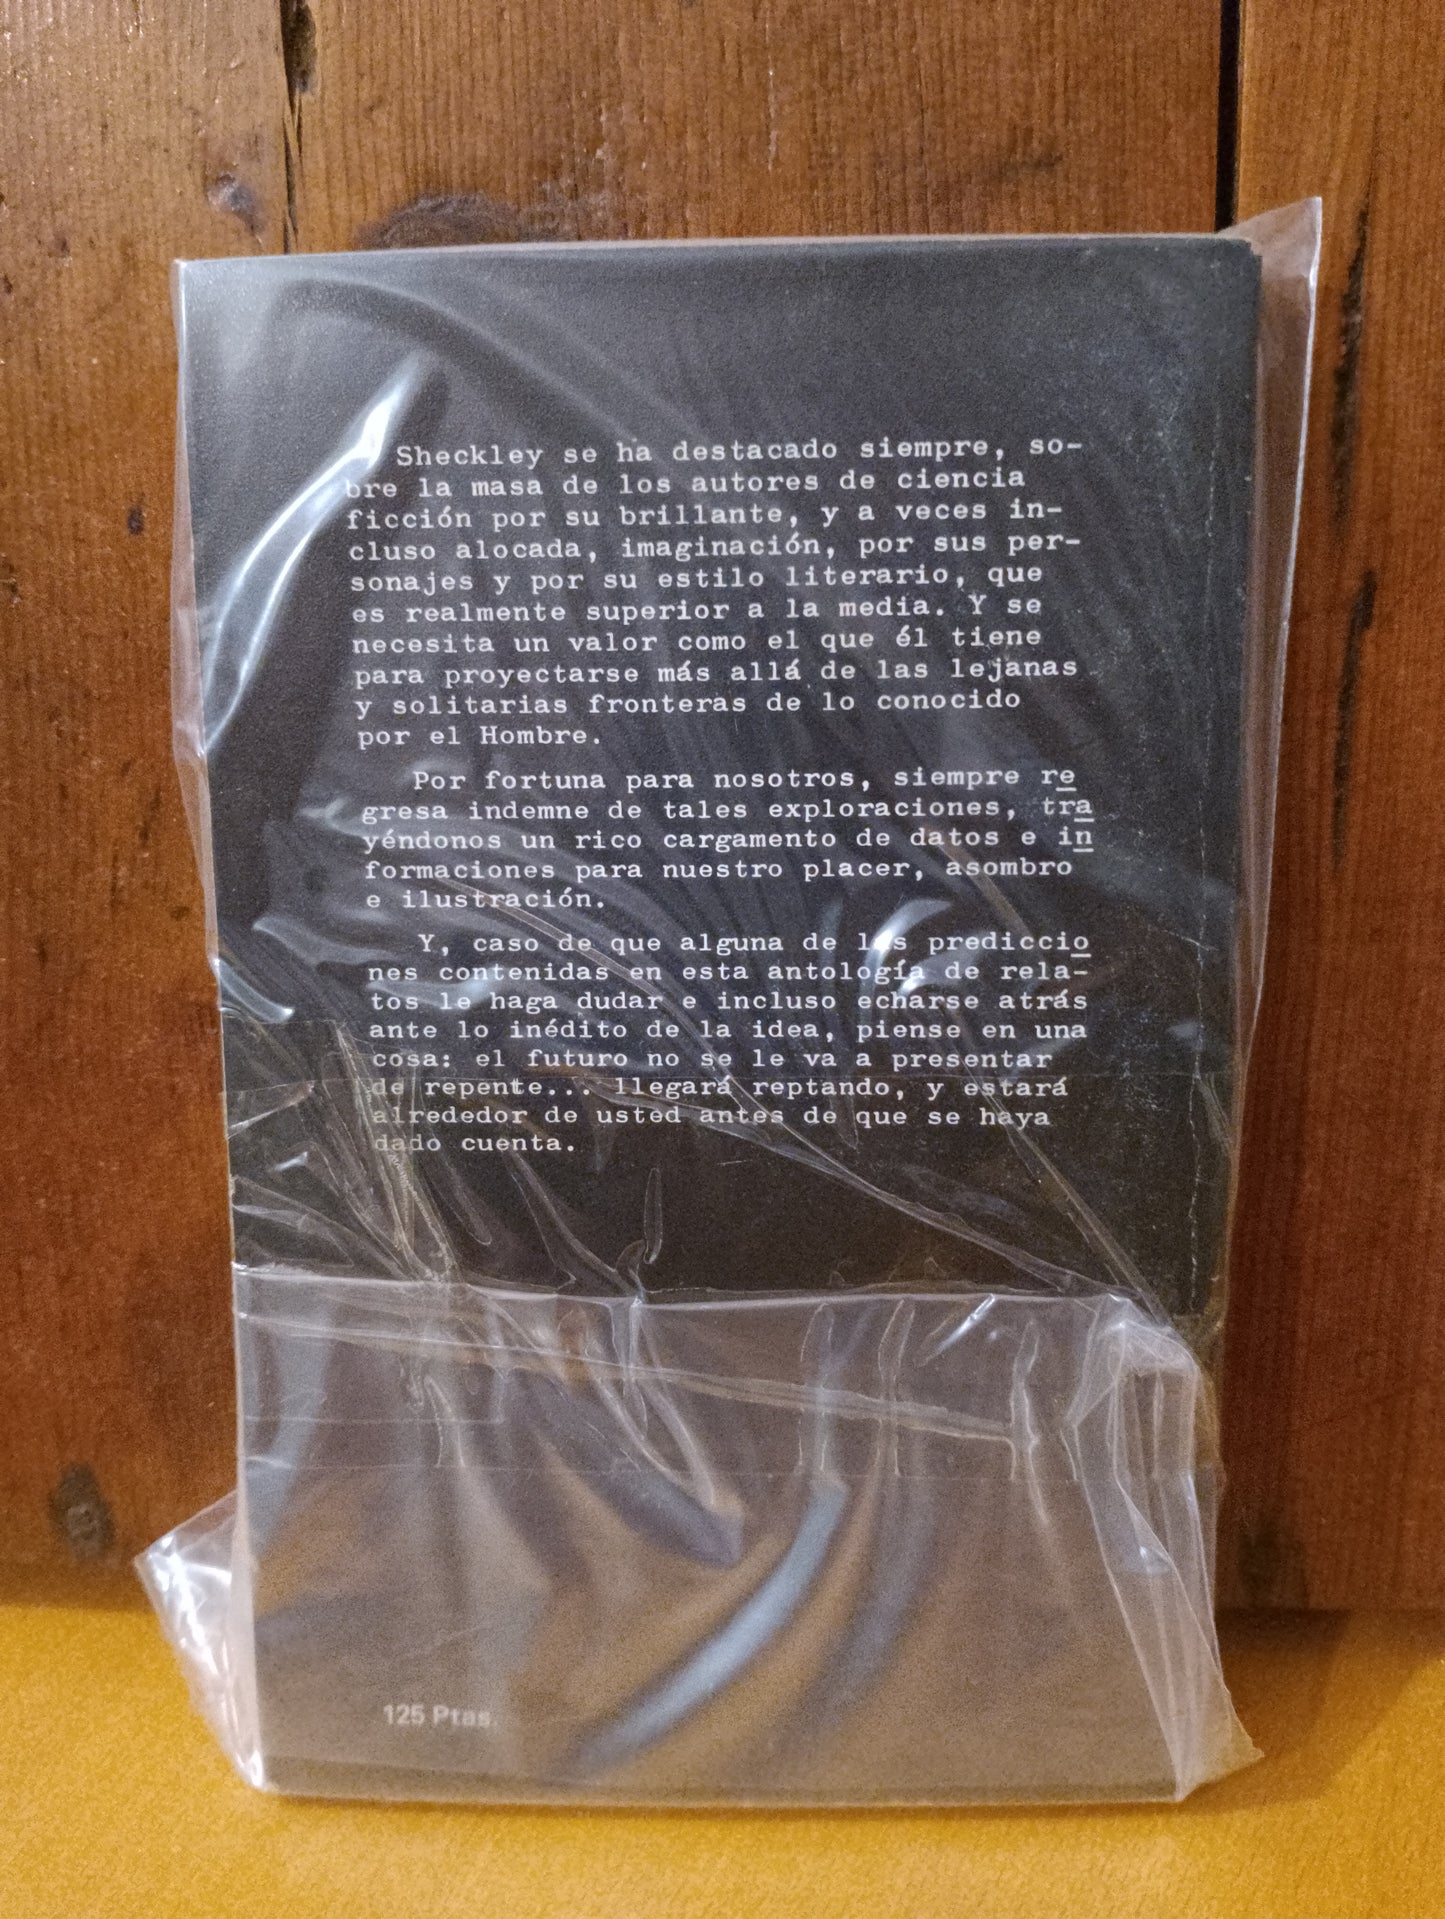 Sheckley se ha destacado siempre, so-
bre la masa de los autores de ciencia
ficción por su brillante, y a veces in-
cluso alocada, imaginación, por sus per-
sonajes y por su estilo literario, que
es realmente superior a la media. Y se
necesita un valor como el que él tiene
para proyectarse más allá de las lejanas
y solitarias fronteras de lo conocido
por el Hombre.
Por fortuna para nosotros, siempre re
gresa indemne de tales exploraciones, tra
yéndonos un rico cargamento de datos e in
formaciones para nuestro placer, asombro
e ilustración.
Y, caso de que alguna de las prediccio
nes contenidas en esta antología de rela-
tos le haga dudar e incluso echarse atrás
ante lo inédito de la idea, piense en una
cosa: el futuro no se le va a presentar
de repente... llegará reptando, y estará
alrededor de usted antes de que se haya
dado cuenta.
125 Ptas.